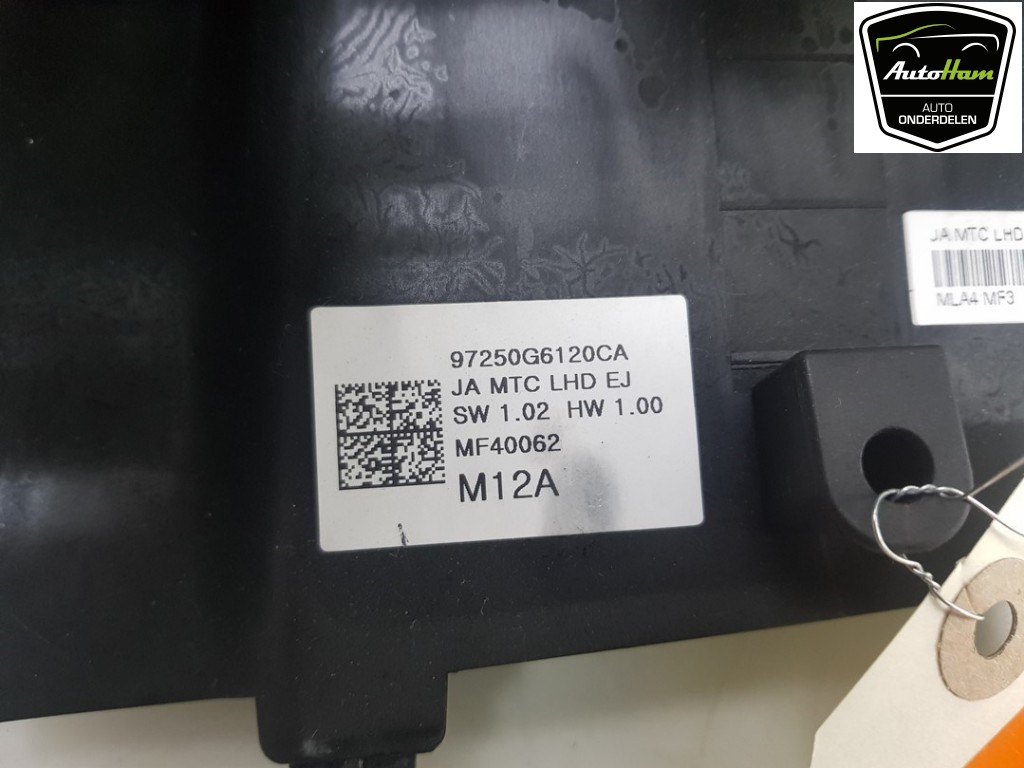 AutoHam
AUTO
ONDERDELEN
JA MTC LHD
MLA4 MF3
97250G6120CA
JA MTC LHD EJ
SW 1.02 HW 1.00
MF40062
M12A